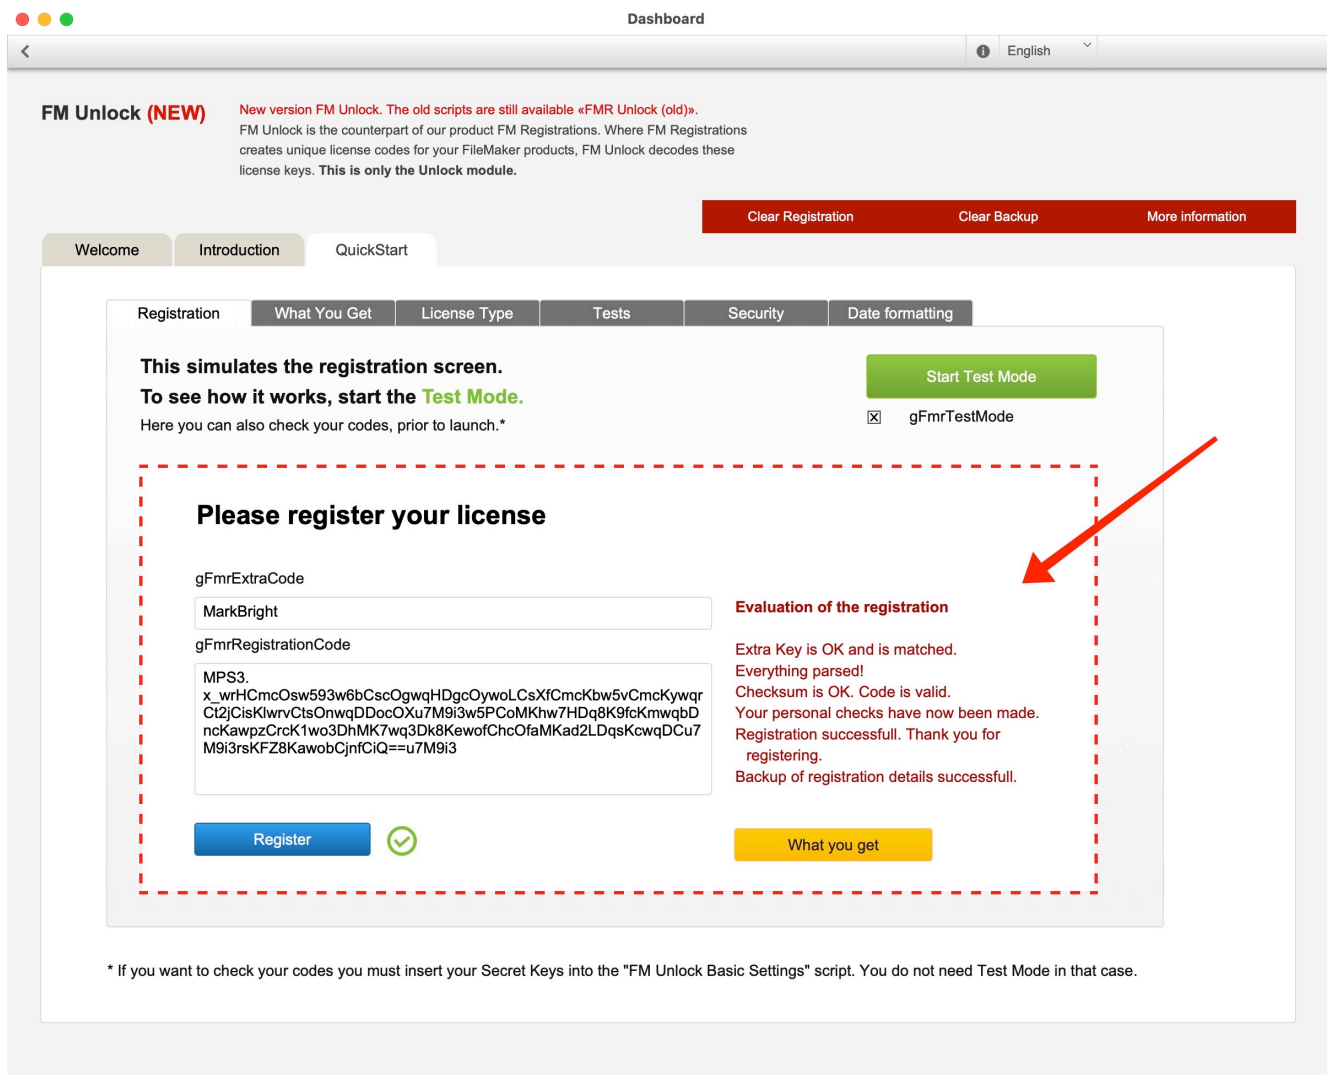 Dashboard
English
FM Unlock (NEW)
New version FM Unlock. The old scripts are still available «FMR Unlock (old)».
FM Unlock is the counterpart of our product FM Registrations. Where FM Registrations
creates unique license codes for your FileMaker products, FM Unlock decodes these
license keys. This is only the Unlock module.
Clear Registration
Clear Backup
More information
Welcome
Introduction
QuickStart
Registration
What You Get
License Type
Tests
Security
Date formatting
This simulates the registration screen.
To see how it works, start the Test Mode.
Here you can also check your codes, prior to launch.*
Start Test Mode
gFmrTestMode
Please register your license
gFmrExtraCode
MarkBright
gFmrRegistrationCode
MPS3.
x_wrHCmcOsw593w6bCscOgwqHDgcOywoLCsXfCmcKbw5vCmcKywqr
Ct2jCisKlwrvCtsOnwqDDocOXu7M9i3w5PCoMKhw7HDq8K9fcKmwqbD
ncKawpzCrcK1wo3DhMK7wq3Dk8KewofChcOfaMKad2LDqsKcwqDCu7
M9i3rsKFZ8KawobCjnfCiQ==u7M9i3
Evaluation of the registration
Extra Key is OK and is matched.
Everything parsed!
Checksum is OK. Code is valid.
Your personal checks have now been made.
Registration successfull. Thank you for
registering.
Backup of registration details successfull.
Register
What you get
* If you want to check your codes you must insert your Secret Keys into the "FM Unlock Basic Settings" script. You do not need Test Mode in that case.